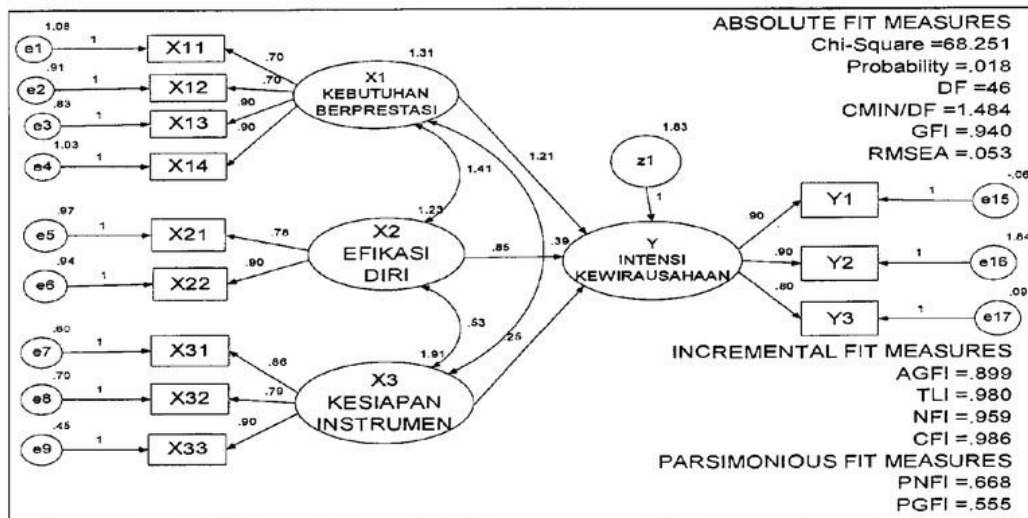 ABSOLUTE FIT MEASURES
Chi-Square =68.251
Probability =.018
DF =46
CMIN/DF =1.484
GFI =.940
RMSEA =.053
1.08
e1
1
X11
.70
.91
e2
1
X12
.70
.83
e3
1
X13
.90
1.03
e4
1
X14
.90
1.31
X1
KEBUTUHAN
BERPRESTASI
1.41
1.21
1.83
z1
1
.97
e5
1
X21
.78
.94
e6
1
X22
.90
1.23
X2
EFIKASI
DIRI
.85
.39
Y
INTENSI
KEWIRAUSAHAAN
.90
Y1
1
-.06
e15
.90
Y2
1
1.84
e16
.80
Y3
1
.09
e17
.53
.25
.60
e7
1
X31
.86
.70
e8
1
X32
.79
.45
e9
1
X33
.90
1.91
X3
KESIAPAN
INSTRUMEN
INCREMENTAL FIT MEASURES
AGFI =.899
TLI =.980
NFI =.959
CFI =.986
PARSIMONIOUS FIT MEASURES
PNFI =.668
PGFI =.555